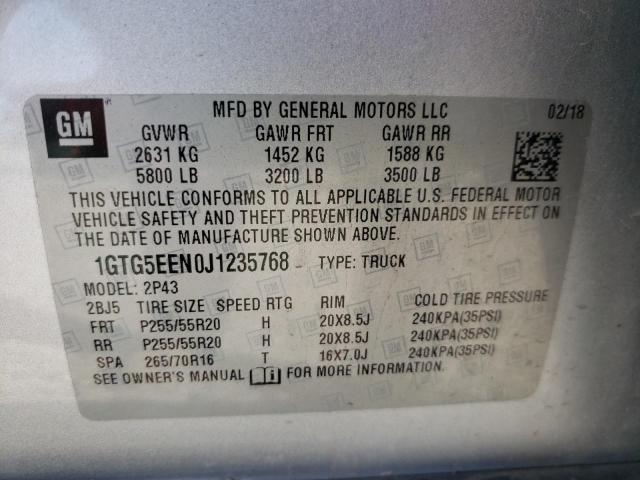 GM
MFD BY GENERAL MOTORS LLC 02/18
GVWR GAWR FRT GAWR RR
2631 KG 1452 KG 1588 KG
5800 LB 3200 LB 3500 LB
THIS VEHICLE CONFORMS TO ALL APPLICABLE U.S. FEDERAL MOTOR
VEHICLE SAFETY AND THEFT PREVENTION STANDARDS IN EFFECT ON
THE DATE OF MANUFACTURE SHOWN ABOVE.
1GTG5EEN0J1235768 TYPE: TRUCK
MODEL: 2P43
2BJ5 TIRE SIZE SPEED RTG RIM COLD TIRE PRESSURE
FRT P255/55R20 H 20X8.5J 240KPA(35PSI)
RR P255/55R20 H 20X8.5J 240KPA(35PSI)
SPA 265/70R16 T 16X7.0J 240KPA(35PSI)
SEE OWNER'S MANUAL FOR MORE INFORMATION.